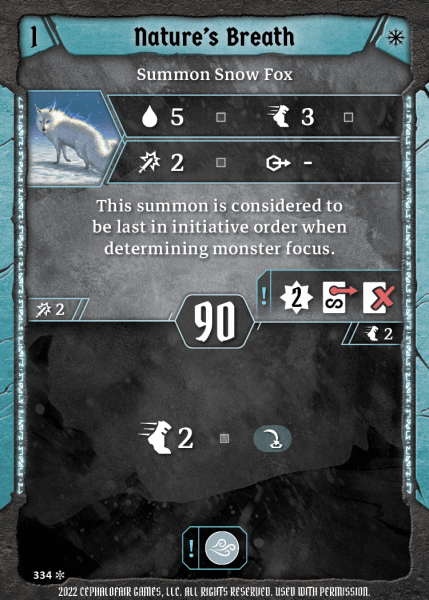 1
Nature's Breath
Summon Snow Fox
5
3
2
-
This summon is considered to
be last in initiative order when
determining monster focus.
! 2
2
90
2
2
!
334
2022 CEPHALOFAIR GAMES, LLC. ALL RIGHTS RESERVED. USED WITH PERMISSION.